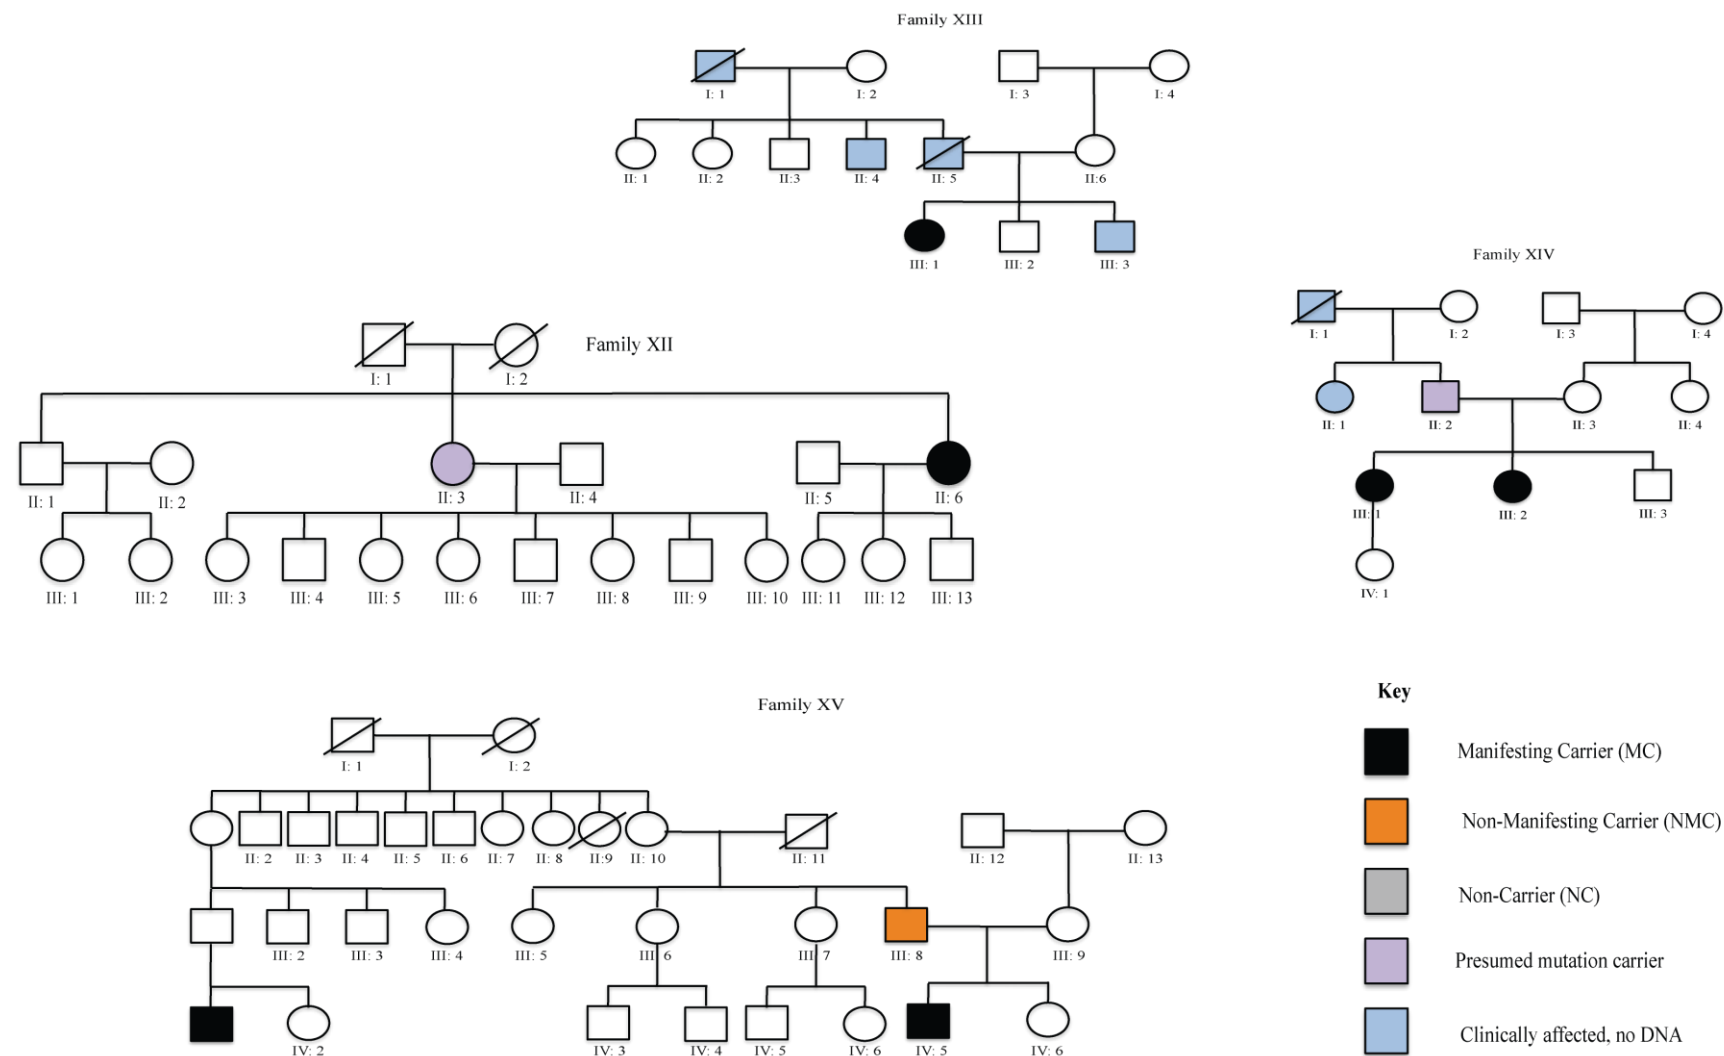 Family XIII
I: 1 I: 2 I: 3 I: 4
II: 1 II: 2 II:3 II: 4 II: 5 II:6
III: 1 III: 2 III: 3
Family XIV
I: 1 I: 2 I: 3 I: 4
II: 1 II: 2 II: 3 II: 4
III: 1 III: 2 III: 3
IV: 1
Family XII
I: 1 I: 2
II: 1 II: 2 II: 3 II: 4 II: 5 II: 6
III: 1 III: 2 III: 3 III: 4 III: 5 III: 6 III: 7 III: 8 III: 9 III: 10 III: 11 III: 12 III: 13
Family XV
I: 1 I: 2
II: 2 II: 3 II: 4 II: 5 II: 6 II: 7 II: 8 II:9 II: 10 II: 11 II: 12 II: 13
III: 2 III: 3 III: 4 III: 5 III: 6 III: 7 III: 8 III: 9
IV: 2 IV: 3 IV: 4 IV: 5 IV: 6 IV: 5 IV: 6
Key
Manifesting Carrier (MC)
Non-Manifesting Carrier (NMC)
Non-Carrier (NC)
Presumed mutation carrier
Clinically affected, no DNA